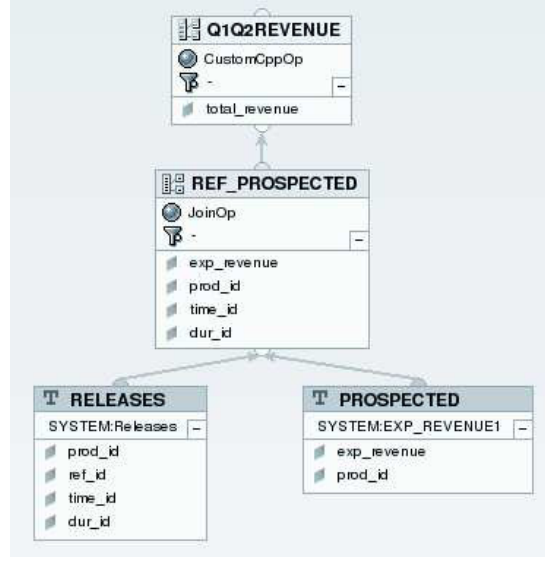 Q1Q2REVENUE
CustomCppOp
-
total_revenue
REF_PROSPECTED
JoinOp
-
exp_revenue
prod_id
time_id
dur_id
T RELEASES
SYSTEM:Releases
prod_id
ref_id
time_id
dur_id
T PROSPECTED
SYSTEM:EXP_REVENUE1
exp_revenue
prod_id